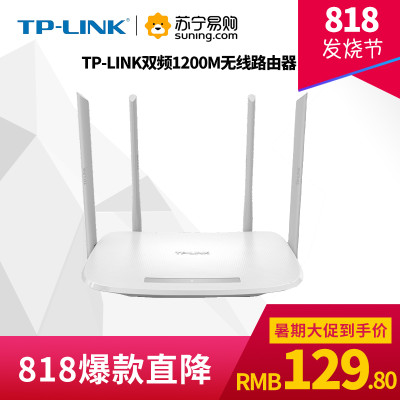 TP-LINK
苏宁易购
suning.com
818
发烧节
TP-LINK双频1200M无线路由器
TP-LINK
暑期大促到手价
818爆款直降
RMB129.80